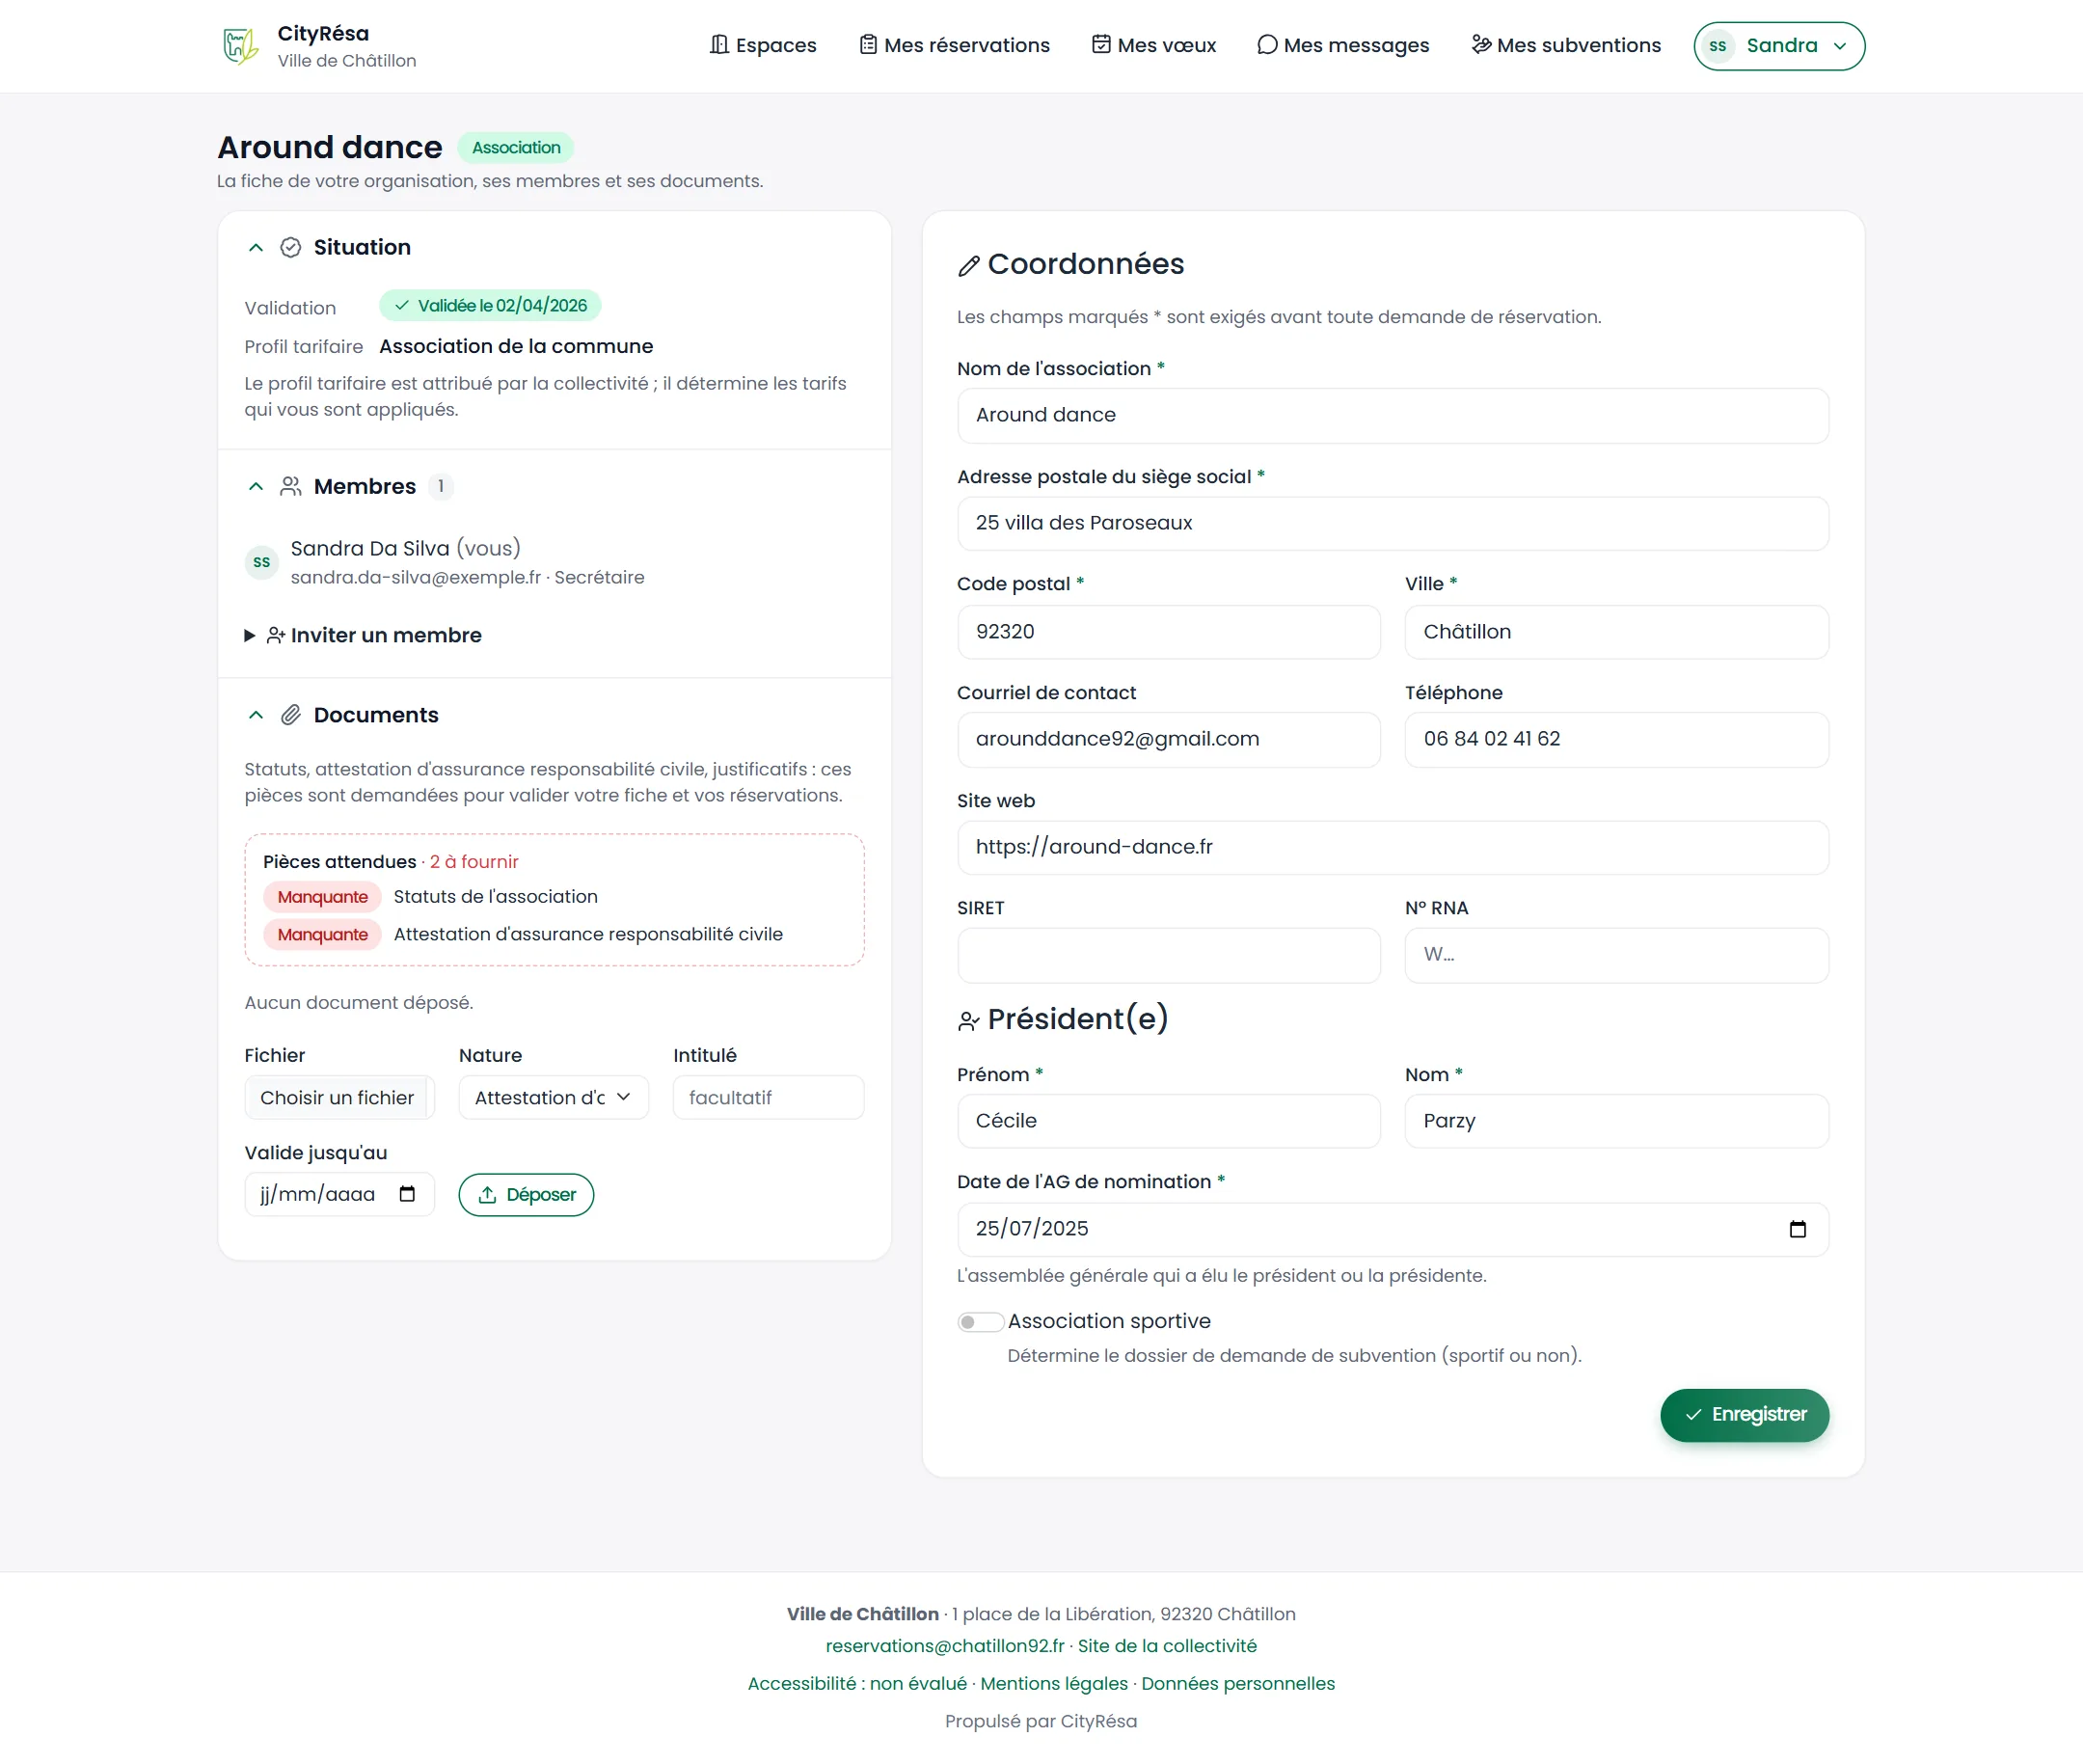 CityRésa
Ville de Châtillon
Espaces
Mes réservations
Mes vœux
Mes messages
Mes subventions
SS Sandra
Around dance Association
La fiche de votre organisation, ses membres et ses documents.
Situation
Validation Validée le 02/04/2026
Profil tarifaire Association de la commune
Le profil tarifaire est attribué par la collectivité ; il détermine les tarifs
qui vous sont appliqués.
Membres 1
SS
Sandra Da Silva (vous)
sandra.da-silva@exemple.fr · Secrétaire
Inviter un membre
Documents
Statuts, attestation d'assurance responsabilité civile, justificatifs : ces
pièces sont demandées pour valider votre fiche et vos réservations.
Pièces attendues · 2 à fournir
Manquante Statuts de l'association
Manquante Attestation d'assurance responsabilité civile
Aucun document déposé.
Fichier Nature Intitulé
Choisir un fichier Attestation d' facultatif
Valide jusqu'au
jj/mm/aaaa Déposer
Coordonnées
Les champs marqués * sont exigés avant toute demande de réservation.
Nom de l'association *
Around dance
Adresse postale du siège social *
25 villa des Paroseaux
Code postal * Ville *
92320 Châtillon
Courriel de contact Téléphone
arounddance92@gmail.com 06 84 02 41 62
Site web
https://around-dance.fr
SIRET N° RNA
W...
Président(e)
Prénom * Nom *
Cécile Parzy
Date de l'AG de nomination *
25/07/2025
L'assemblée générale qui a élu le président ou la présidente.
Association sportive
Détermine le dossier de demande de subvention (sportif ou non).
Enregistrer
Ville de Châtillon · 1 place de la Libération, 92320 Châtillon
reservations@chatillon92.fr · Site de la collectivité
Accessibilité : non évalué · Mentions légales · Données personnelles
Propulsé par CityRésa